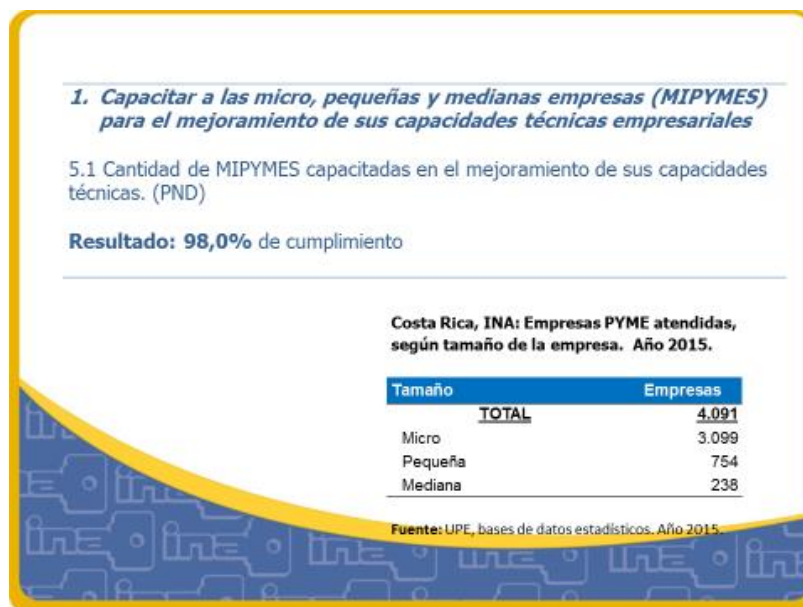 1. Capacitar a las micro, pequeñas y medianas empresas (MIPYMES)
para el mejoramiento de sus capacidades técnicas empresariales
5.1 Cantidad de MIPYMES capacitadas en el mejoramiento de sus capacidades
técnicas. (PND)
Resultado: 98,0% de cumplimiento
Costa Rica, INA: Empresas PYME atendidas,
según tamaño de la empresa. Año 2015.
Tamaño Empresas
TOTAL 4.091
Micro 3.099
Pequeña 754
Mediana 238
Fuente: UPE, bases de datos estadísticos. Año 2015.